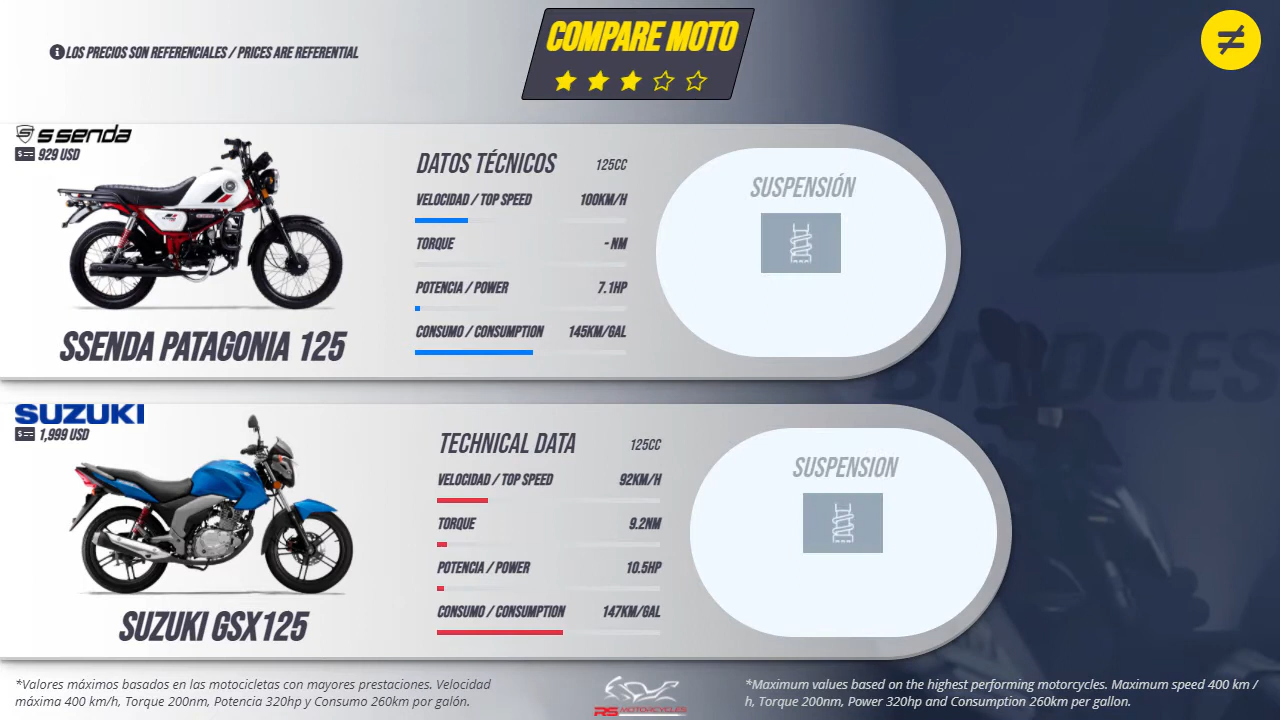 COMPARE MOTO
LOS PRECIOS SON REFERENCIALES / PRICES ARE REFERENTIAL
S SENDA
929 USD
SSENDA PATAGONIA 125
DATOS TÉCNICOS 125CC
VELOCIDAD / TOP SPEED 100KM/H
TORQUE - NM
POTENCIA / POWER 7.1HP
CONSUMO / CONSUMPTION 145KM/GAL
SUSPENSIÓN
SUZUKI
1,999 USD
SUZUKI GSX125
TECHNICAL DATA 125CC
VELOCIDAD / TOP SPEED 92KM/H
TORQUE 9.2NM
POTENCIA / POWER 10.5HP
CONSUMO / CONSUMPTION 147KM/GAL
SUSPENSION
*Valores máximos basados en las motocicletas con mayores prestaciones. Velocidad
máxima 400 km/h, Torque 200nm, Potencia 320hp y Consumo 260km por galón.
RS MOTORCYCLES
*Maximum values based on the highest performing motorcycles. Maximum speed 400 km /
h, Torque 200nm, Power 320hp and Consumption 260km per gallon.